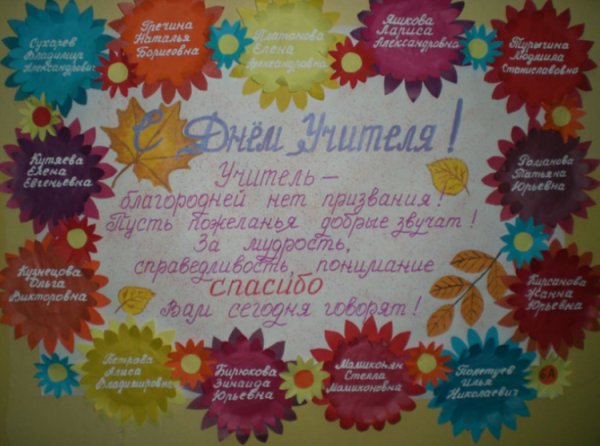 Сухарев
Владимир
Александрович
Гречина
Наталья
Борисовна
Платонова
Елена
Александровна
Яшкова
Лариса
Александровна
Турыгина
Людмила
Станиславовна
С Днём Учителя!
Кутяева
Елена
Евгеньевна
Романова
Татьяна
Юрьевна
Учитель –
благородней нет призвания!
Пусть пожеланья добрые звучат!
За мудрость,
справедливость, понимание
спасибо
Вам сегодня говорят!
Кузнецова
Ольга
Викторовна
Кирсанова
Жанна
Юрьевна
Петрова
Алиса
Владимировна
Бирюкова
Зинаида
Юрьевна
Мамиконян
Стелла
Мамиконовна
Полетуев
Илья
Николаевич